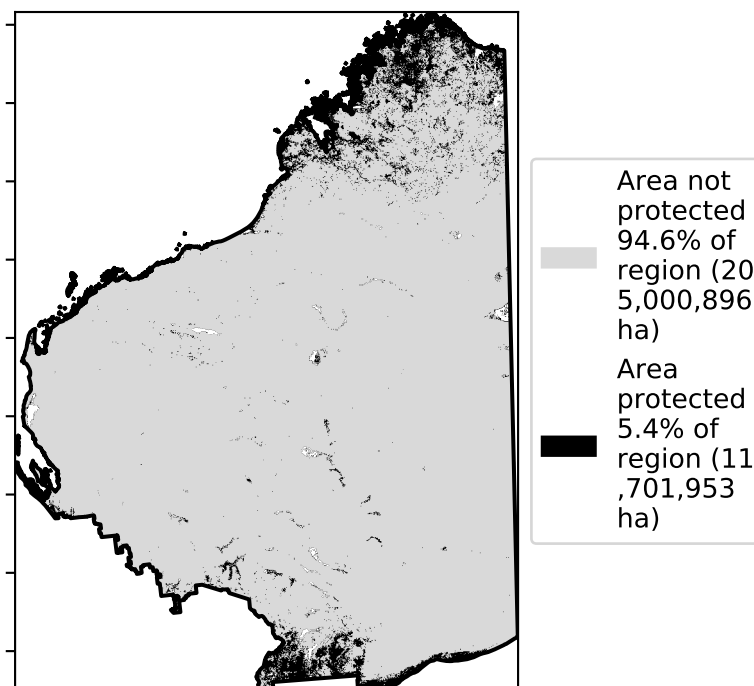 Area not
protected
94.6% of
region (20
5,000,896
ha)
Area
protected
5.4% of
region (11
,701,953
ha)